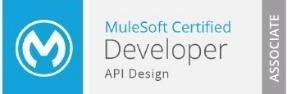 MuleSoft Certified
Developer
API Design
ASSOCIATE